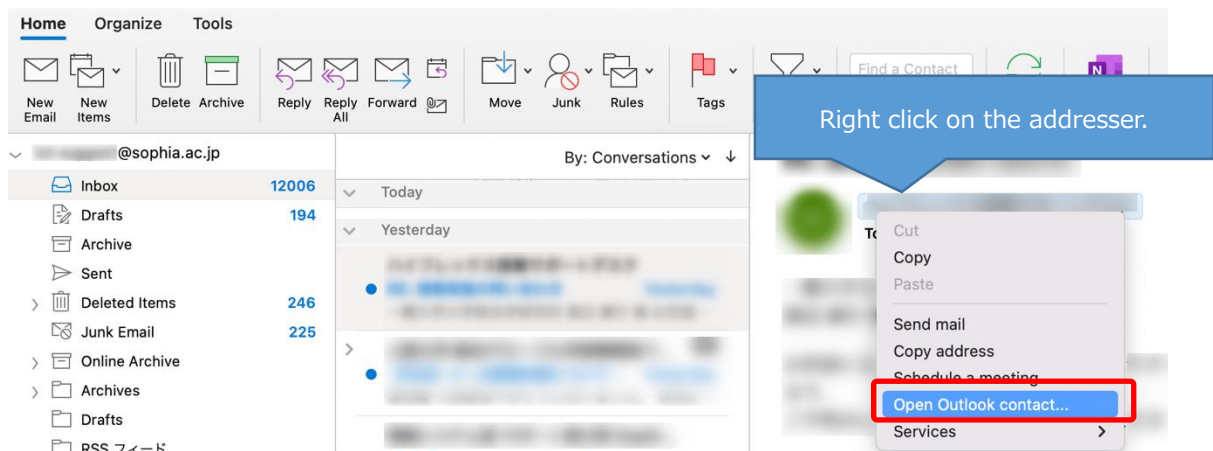 Home Organize Tools
Find a Contact
New Email
New Items
Delete
Archive
Reply
Reply All
Forward
Move
Junk
Rules
Tags
N
Right click on the addresser.
@sophia.ac.jp
By: Conversations
Inbox 12006
Drafts 194
Archive
Sent
Deleted Items 246
Junk Email 225
Online Archive
Archives
Drafts
RSS フィード
Today
Yesterday
To
Cut
Copy
Paste
Send mail
Copy address
Schedule a meeting
Open Outlook contact...
Services